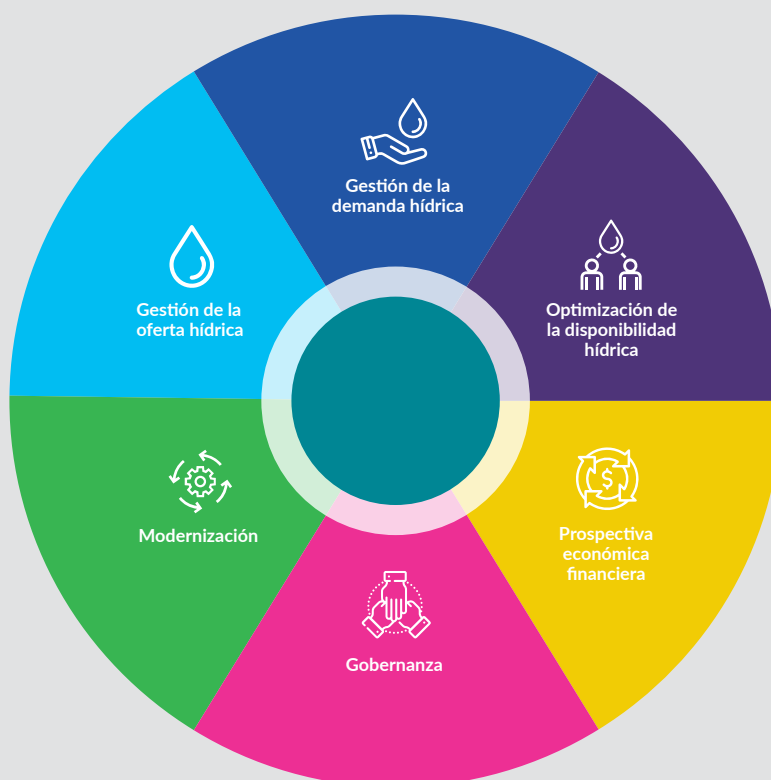 Gestión de la
demanda hídrica
Optimización de
la disponibilidad
hídrica
Prospectiva
económica
financiera
Gobernanza
Modernización
Gestión de la
oferta hídrica
$